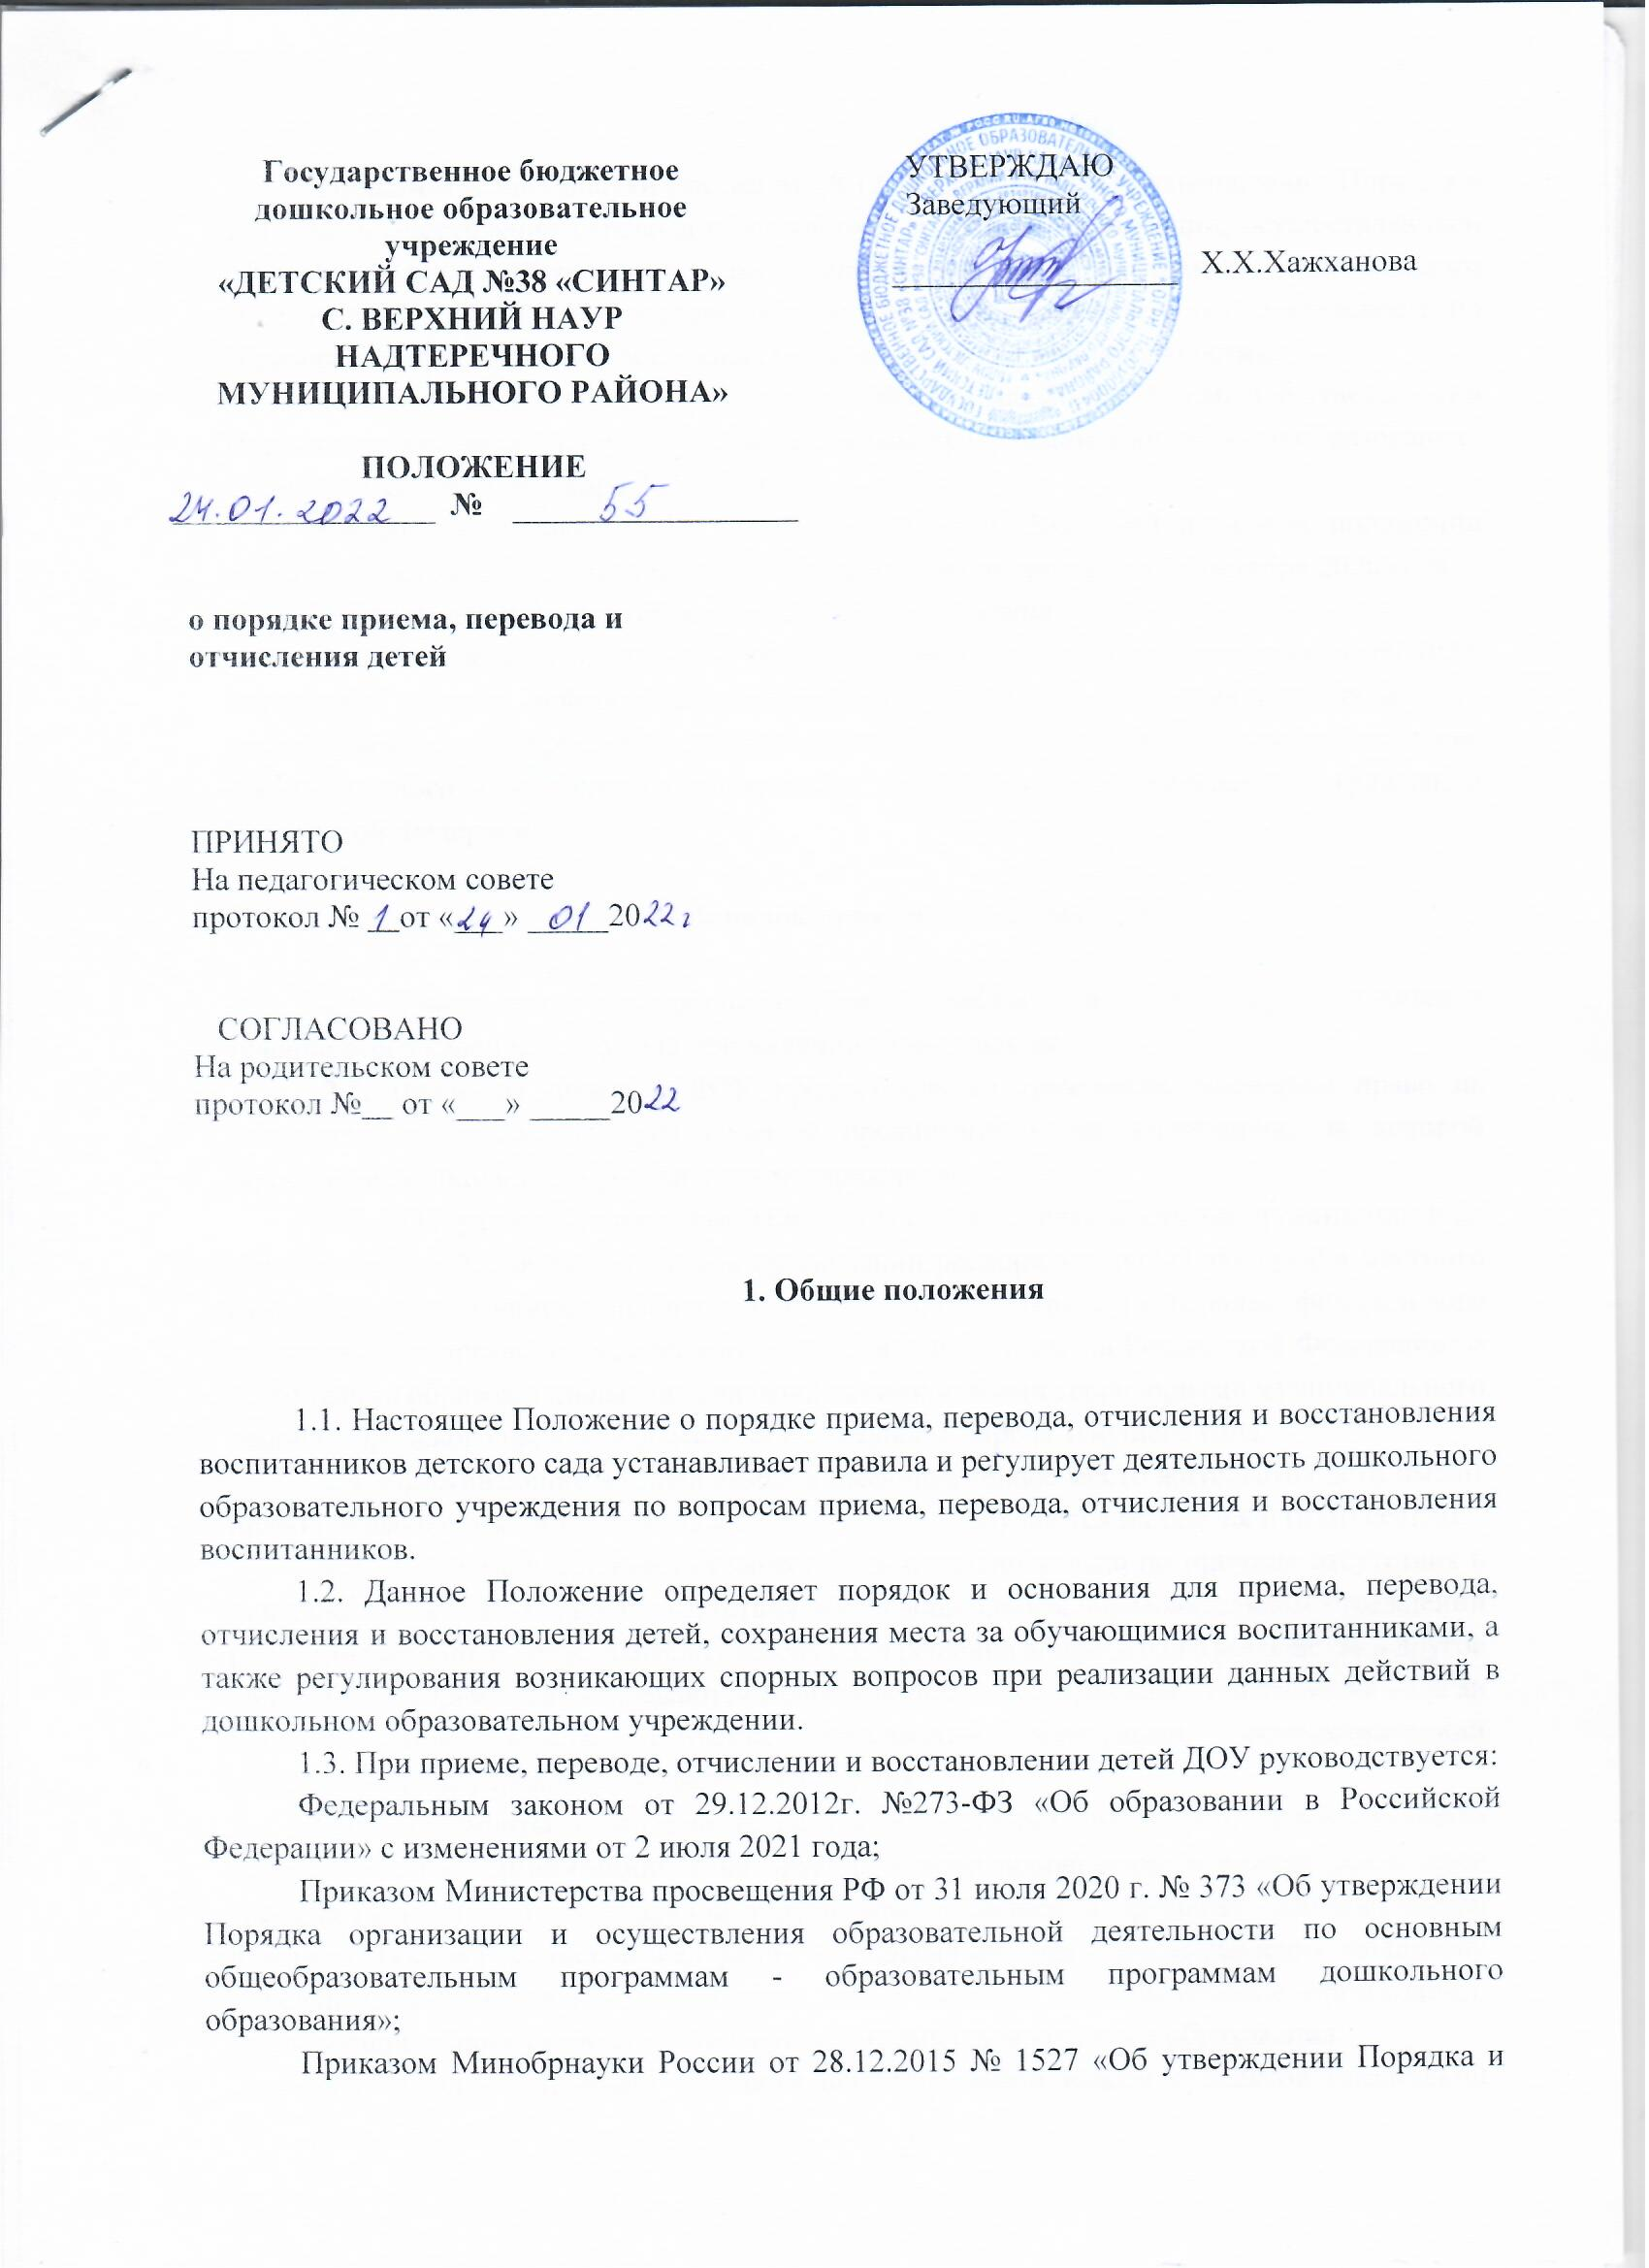 Государственное бюджетное
дошкольное образовательное
учреждение
«ДЕТСКИЙ САД №38 «СИНТАР»
С. ВЕРХНИЙ НАУР
НАДТЕРЕЧНОГО
МУНИЦИПАЛЬНОГО РАЙОНА»
УТВЕРЖДАЮ
Заведующий
Х.Х.Хажханова
ПОЛОЖЕНИЕ
24.01.2022 № 55
о порядке приема, перевода и
отчисления детей
ПРИНЯТО
На педагогическом совете
протокол № 1 от «24» 01 2022г
СОГЛАСОВАНО
На родительском совете
протокол №__ от «___» _____2022
1. Общие положения
1.1. Настоящее Положение о порядке приема, перевода, отчисления и восстановления
воспитанников детского сада устанавливает правила и регулирует деятельность дошкольного
образовательного учреждения по вопросам приема, перевода, отчисления и восстановления
воспитанников.
1.2. Данное Положение определяет порядок и основания для приема, перевода,
отчисления и восстановления детей, сохранения места за обучающимися воспитанниками, а
также регулирования возникающих спорных вопросов при реализации данных действий в
дошкольном образовательном учреждении.
1.3. При приеме, переводе, отчислении и восстановлении детей ДОУ руководствуется:
Федеральным законом от 29.12.2012г. №273-ФЗ «Об образовании в Российской
Федерации» с изменениями от 2 июля 2021 года;
Приказом Министерства просвещения РФ от 31 июля 2020 г. № 373 «Об утверждении
Порядка организации и осуществления образовательной деятельности по основным
общеобразовательным программам - образовательным программам дошкольного
образования»;
Приказом Минобрнауки России от 28.12.2015 № 1527 «Об утверждении Порядка и